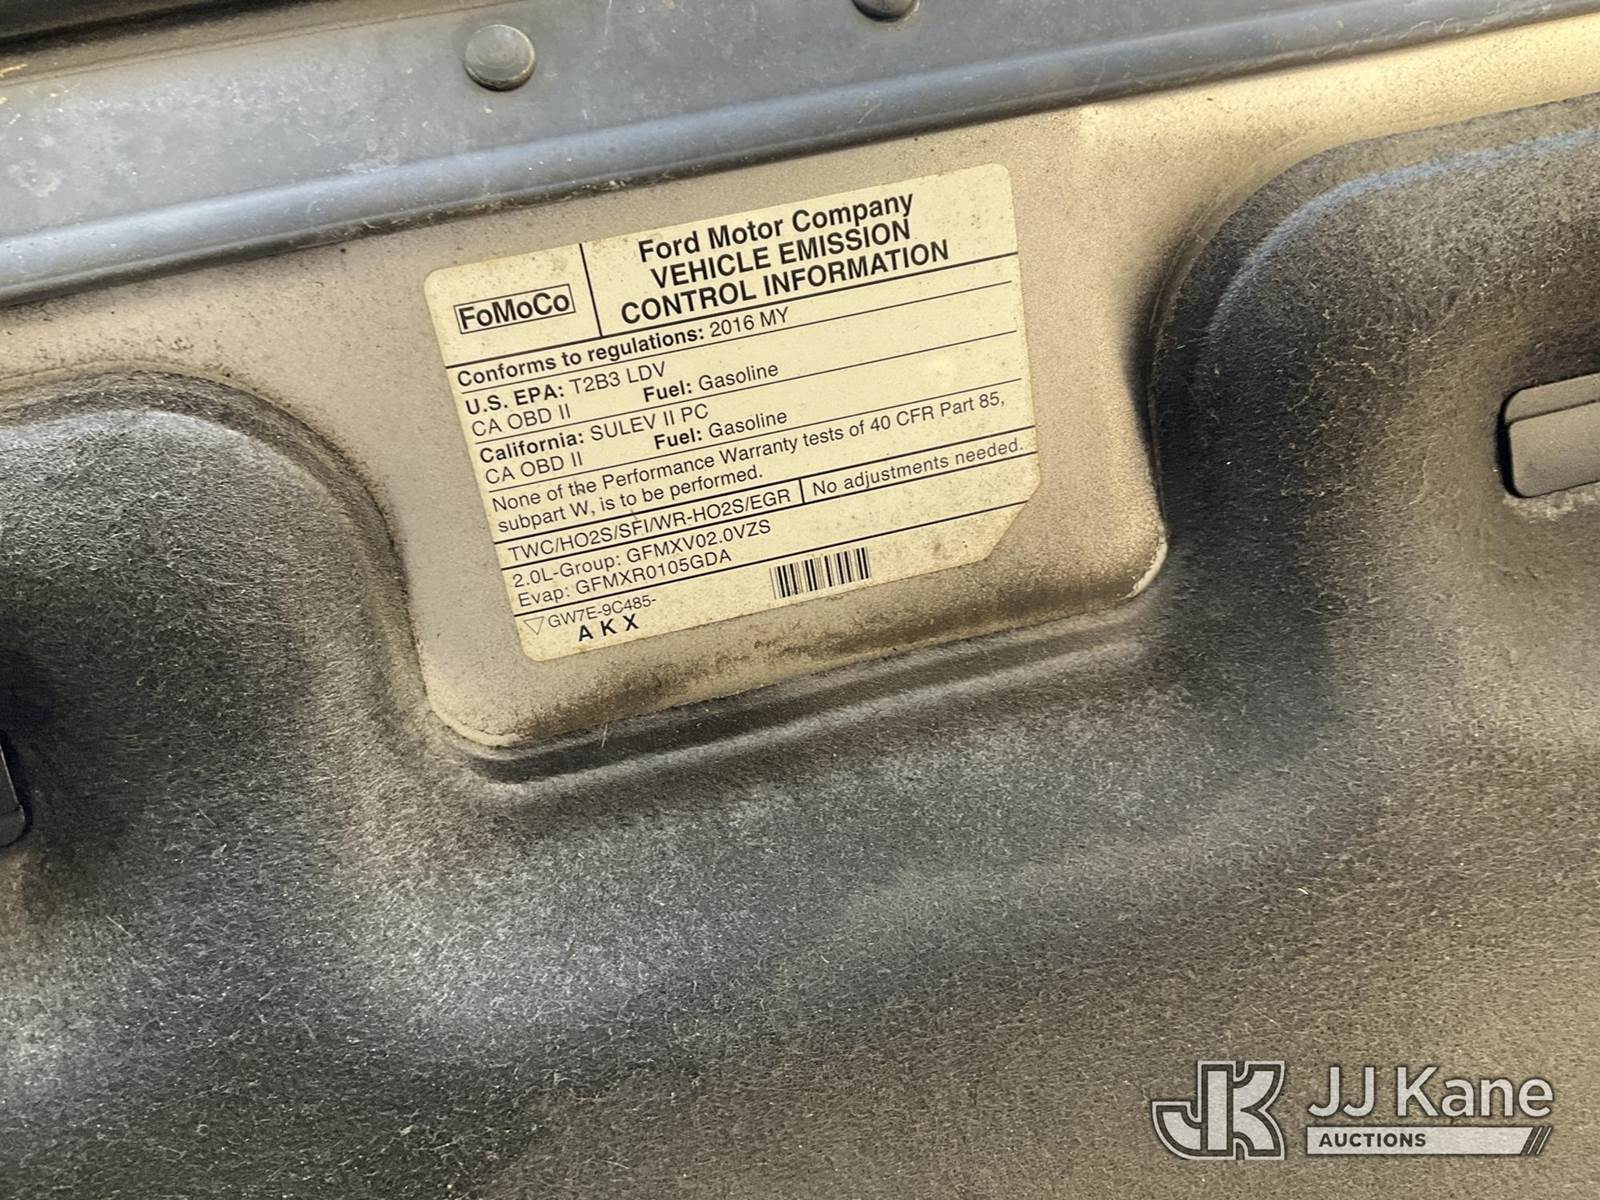 FoMoCo
Ford Motor Company
VEHICLE EMISSION
CONTROL INFORMATION
Conforms to regulations: 2016 MY
U.S. EPA: T2B3 LDV
CA OBD II Fuel: Gasoline
California: SULEV II PC
CA OBD II Fuel: Gasoline
None of the Performance Warranty tests of 40 CFR Part 85,
subpart W, is to be performed.
TWC/HO2S/SFI/WR-HO2S/EGR No adjustments needed.
2.0L-Group: GFMXV02.0VZS
Evap: GFMXR0105GDA
GW7E-9C485-
A K X
JK JJ Kane
AUCTIONS